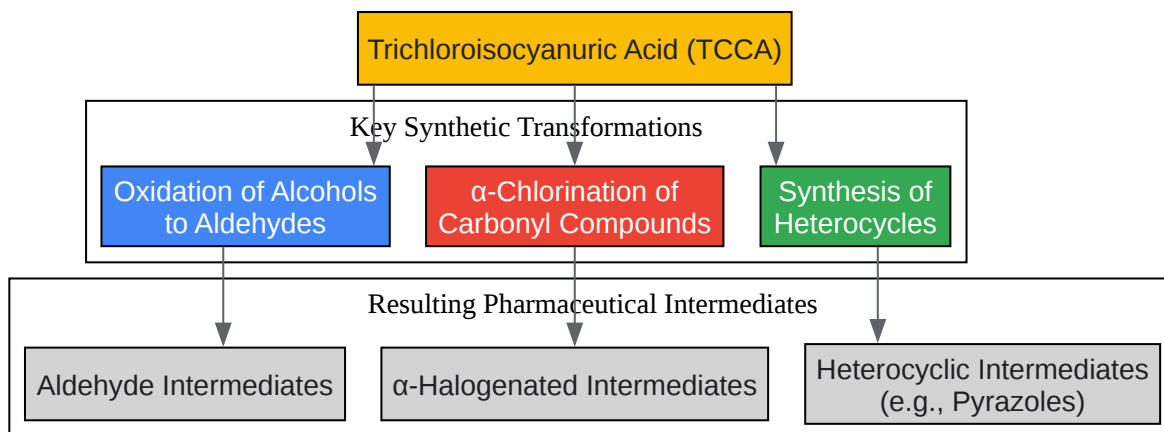 Trichloroisocyanuric Acid (TCCA)
Key Synthetic Transformations
Oxidation of Alcohols
to Aldehydes
α-Chlorination of
Carbonyl Compounds
Synthesis of
Heterocycles
Resulting Pharmaceutical Intermediates
Aldehyde Intermediates
α-Halogenated Intermediates
Heterocyclic Intermediates
(e.g., Pyrazoles)